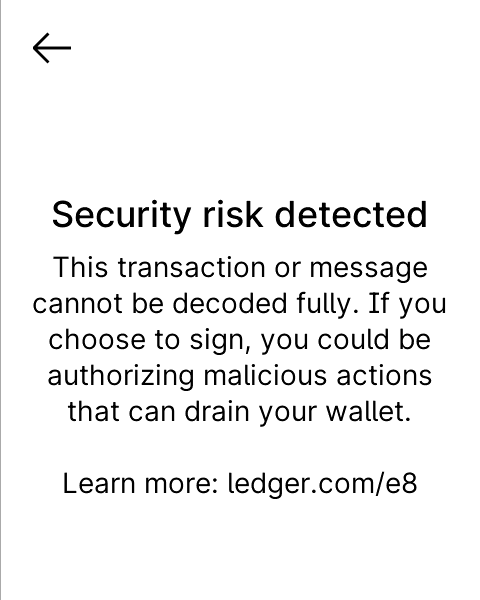 Security risk detected
This transaction or message
cannot be decoded fully. If you
choose to sign, you could be
authorizing malicious actions
that can drain your wallet.
Learn more: ledger.com/e8